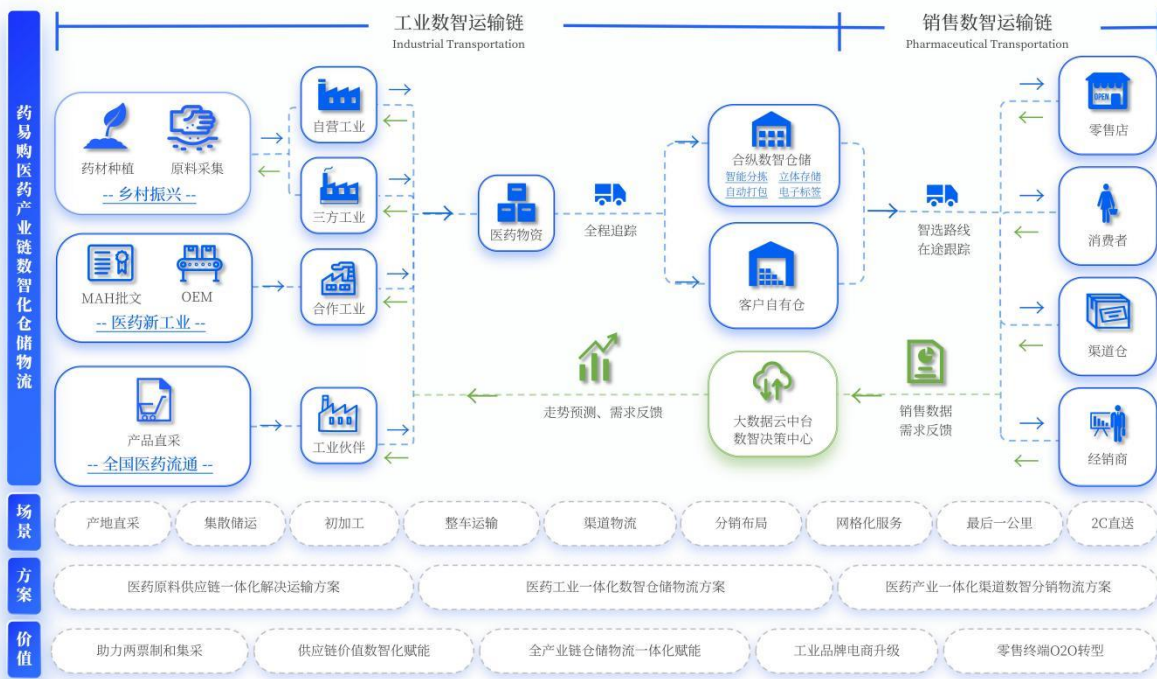 工业数智运输链
Industrial Transportation
销售数智运输链
Pharmaceutical Transportation
药易购医药产业链数智化仓储物流
药材种植
原料采集
-- 乡村振兴 --
MAH批文
OEM
-- 医药新工业 --
产品直采
-- 全国医药流通 --
自营工业
三方工业
合作工业
工业伙伴
医药物资
全程追踪
合纵数智仓储
智能分拣 立体存储
自动打包 电子标签
客户自有仓
智选路线
在途跟踪
OPEN
零售店
消费者
渠道仓
经销商
走势预测、需求反馈
大数据云中台
数智决策中心
销售数据
需求反馈
场景
产地直采
集散储运
初加工
整车运输
渠道物流
分销布局
网格化服务
最后一公里
2C直送
方案
医药原料供应链一体化解决运输方案
医药工业一体化数智仓储物流方案
医药产业一体化渠道数智分销物流方案
价值
助力两票制和集采
供应链价值数智化赋能
全产业链仓储物流一体化赋能
工业品牌电商升级
零售终端O2O转型